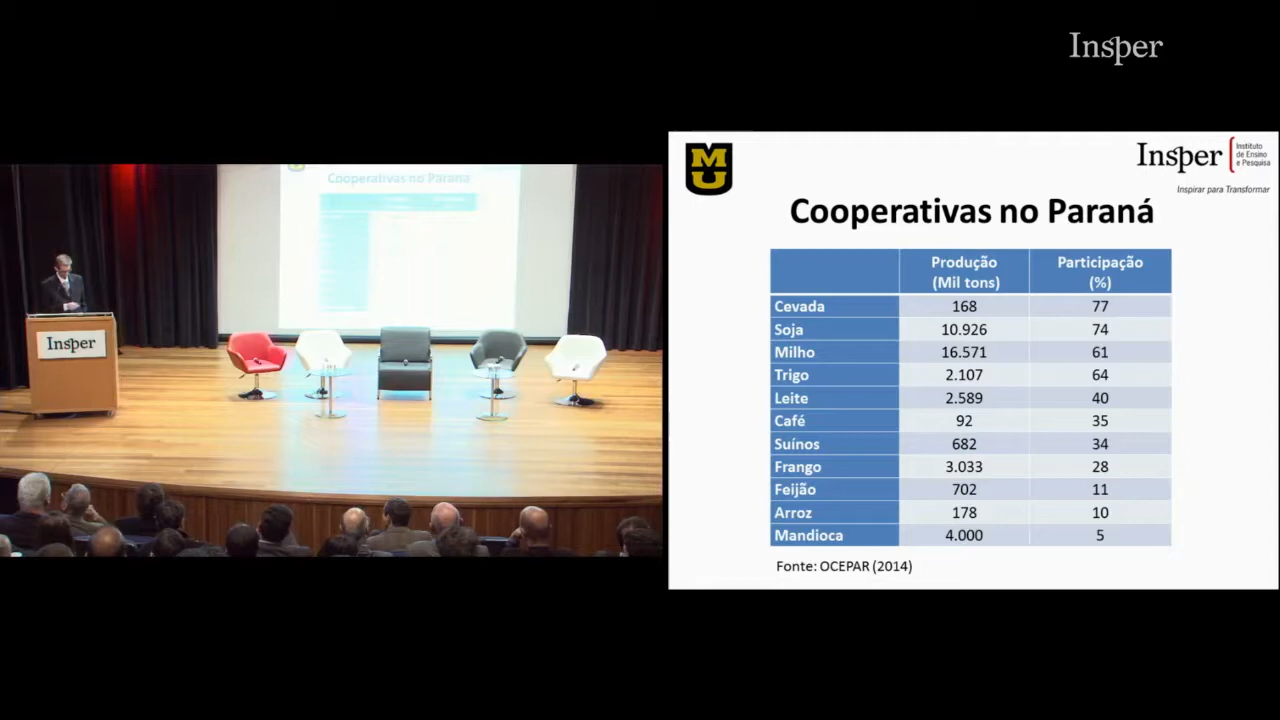 Insper
Cooperativas no Paraná
Insper
MU
Insper
Instituto
de Ensino
e Pesquisa
Inspirar para Transformar
Cooperativas no Paraná
Produção
(Mil tons)
Participação
(%)
Cevada 168 77
Soja 10.926 74
Milho 16.571 61
Trigo 2.107 64
Leite 2.589 40
Café 92 35
Suínos 682 34
Frango 3.033 28
Feijão 702 11
Arroz 178 10
Mandioca 4.000 5
Fonte: OCEPAR (2014)